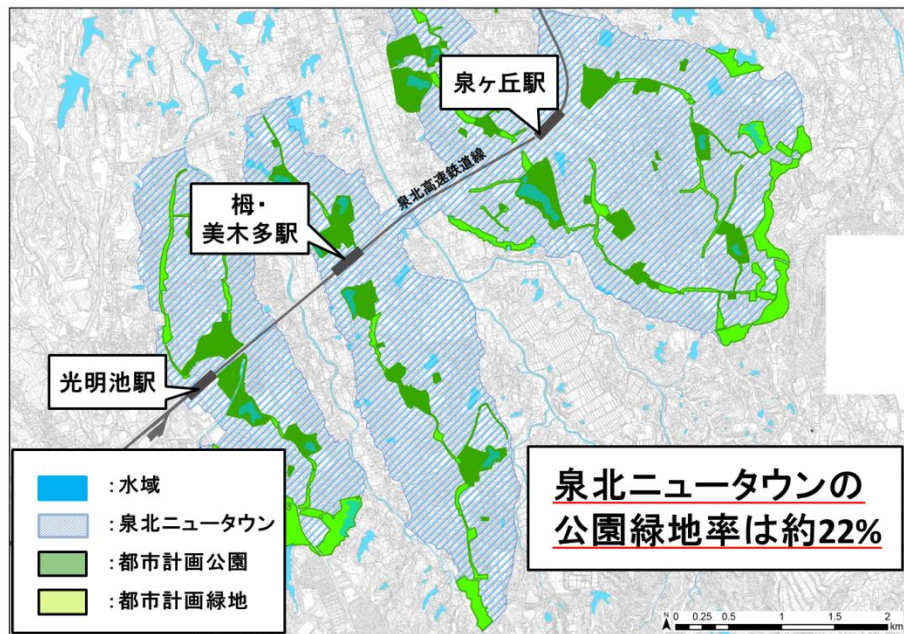 泉ヶ丘駅
泉北高速鉄道線
栂・
美木多駅
光明池駅
：水域
：泉北ニュータウン
：都市計画公園
：都市計画緑地
泉北ニュータウンの
公園緑地率は約22%
N
0 0.25 0.5 1 1.5 2
km